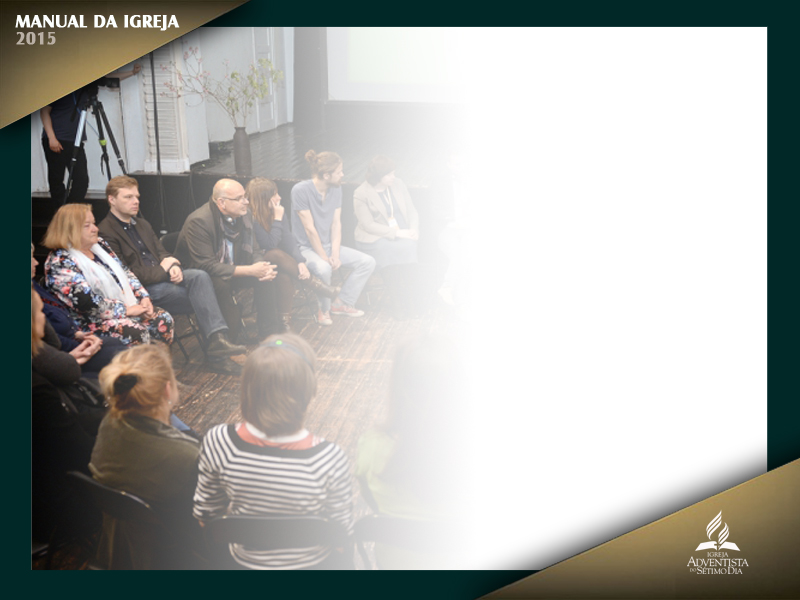 MANUAL DA IGREJA
2015
IGREJA
ADVENTISTA
DO SÉTIMO DIA